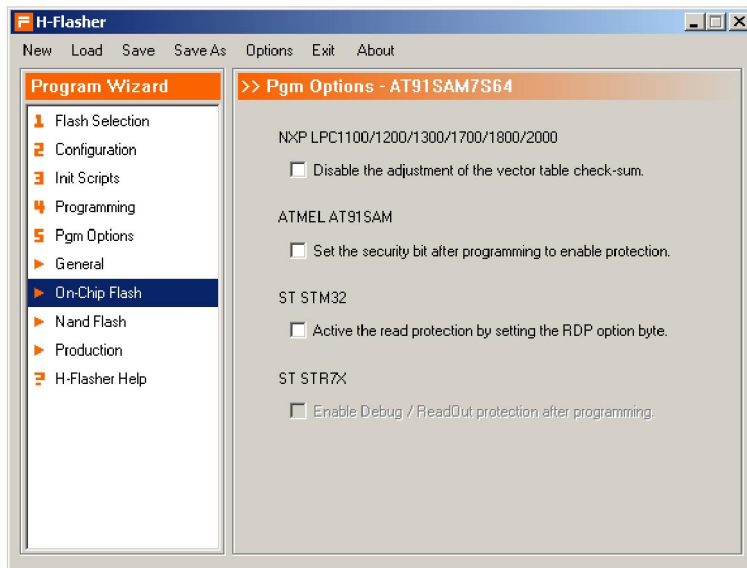 H-Flasher
New Load Save Save As Options Exit About
Program Wizard
1 Flash Selection
2 Configuration
3 Init Scripts
4 Programming
5 Pgm Options
General
On-Chip Flash
Nand Flash
Production
? H-Flasher Help
>> Pgm Options - AT91SAM7S64
NXP LPC1100/1200/1300/1700/1800/2000
Disable the adjustment of the vector table check-sum.
ATMEL AT91SAM
Set the security bit after programming to enable protection.
ST STM32
Active the read protection by setting the RDP option byte.
ST STR7X
Enable Debug / ReadOut protection after programming.